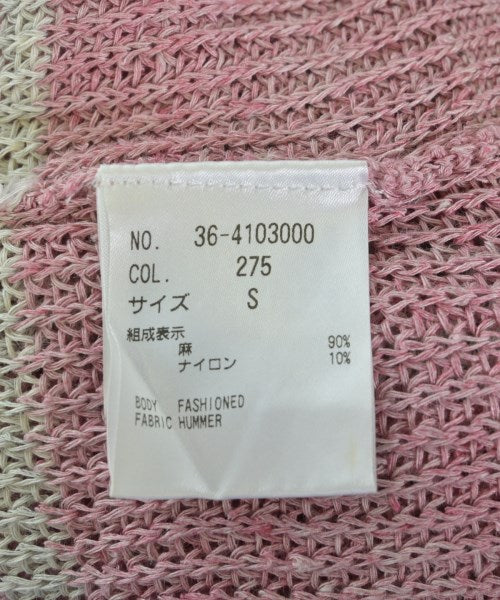 NO. 36-4103000
COL. 275
サイズ S
組成表示
麻 90%
ナイロン 10%
BODY FASHIONED
FABRIC HUMMER